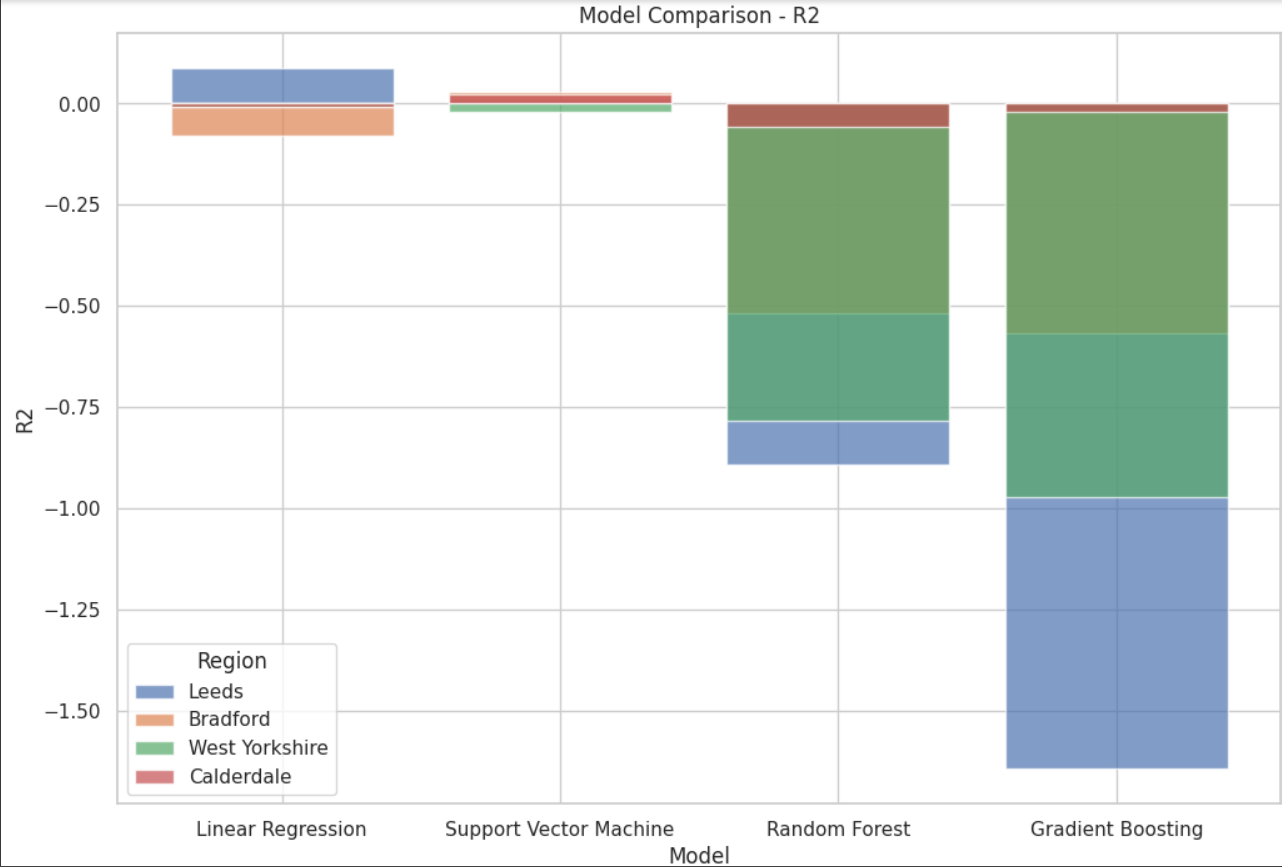 Model Comparison - R2
0.00
−0.25
−0.50
−0.75
−1.00
−1.25
−1.50
R2
Region
Leeds
Bradford
West Yorkshire
Calderdale
Linear Regression
Support Vector Machine
Random Forest
Gradient Boosting
Model